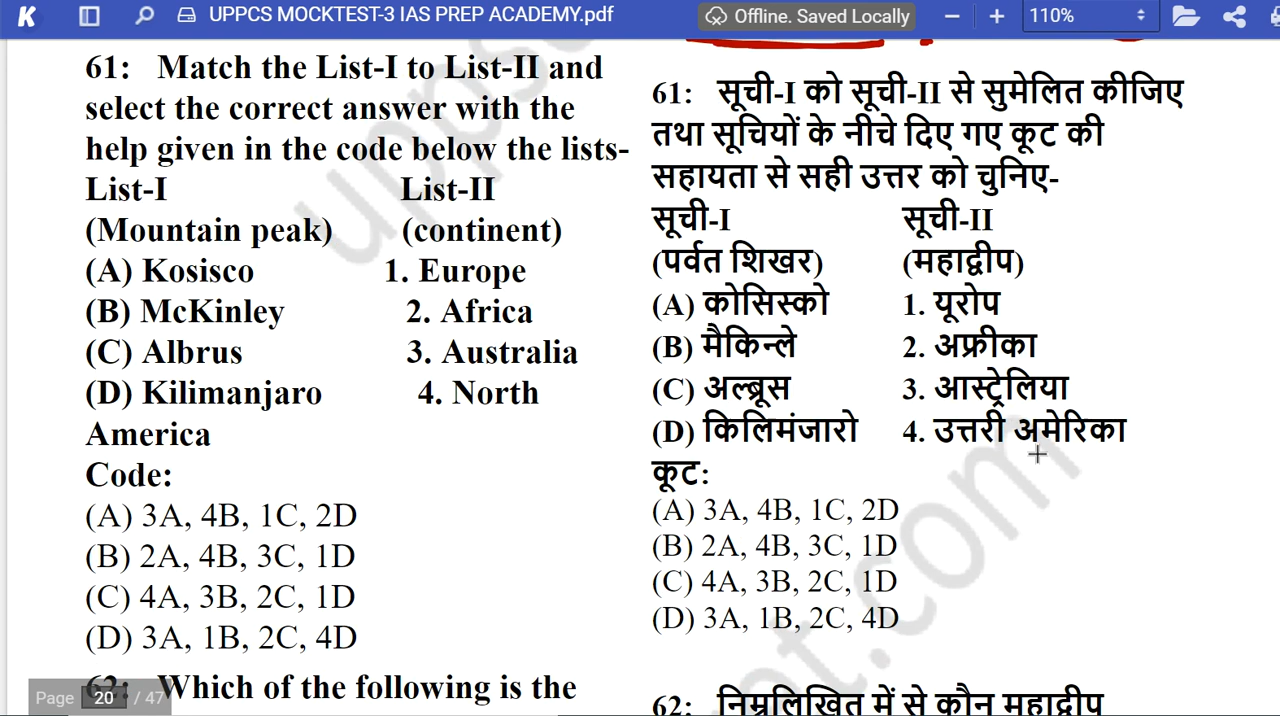 UPPCS MOCKTEST-3 IAS PREP ACADEMY.pdf
Offline. Saved Locally
110%
61: Match the List-I to List-II and
select the correct answer with the
help given in the code below the lists-
List-I List-II
(Mountain peak) (continent)
(A) Kosisco 1. Europe
(B) McKinley 2. Africa
(C) Albrus 3. Australia
(D) Kilimanjaro 4. North
America
Code:
(A) 3A, 4B, 1C, 2D
(B) 2A, 4B, 3C, 1D
(C) 4A, 3B, 2C, 1D
(D) 3A, 1B, 2C, 4D
62: Which of the following is the
61: सूची-I को सूची-II से सुमेलित कीजिए
तथा सूचियों के नीचे दिए गए कूट की
सहायता से सही उत्तर को चुनिए-
सूची-I सूची-II
(पर्वत शिखर) (महाद्वीप)
(A) कोसिस्को 1. यूरोप
(B) मैकिन्ले 2. अफ्रीका
(C) अल्ब्रूस 3. आस्ट्रेलिया
(D) किलिमंजारो 4. उत्तरी अमेरिका
कूट:
(A) 3A, 4B, 1C, 2D
(B) 2A, 4B, 3C, 1D
(C) 4A, 3B, 2C, 1D
(D) 3A, 1B, 2C, 4D
62: निम्नलिखित में से कौन महाद्वीप
Page 20 / 47